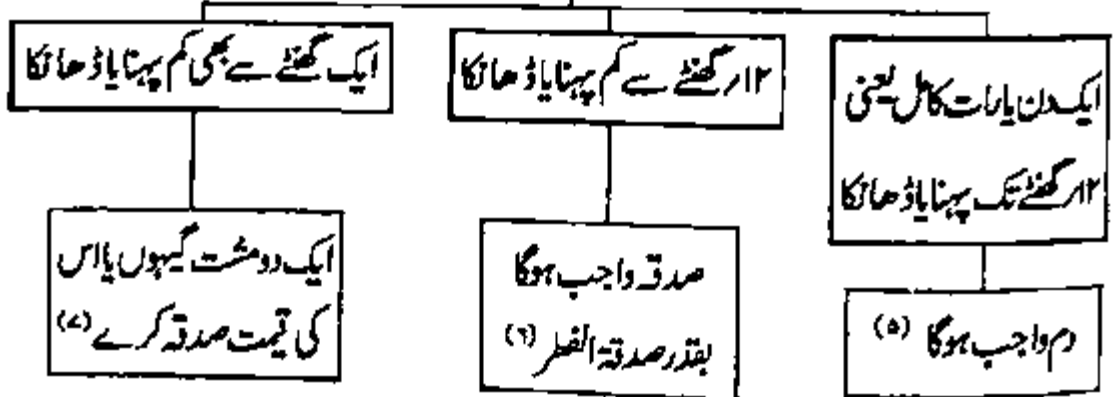 ایک دن یا رات کامل یعنی
۱۲؍ گھنٹے تک پہنا یا ڈھانکا
دم واجب ہوگا (۵)
۱۲؍ گھنٹے سے کم پہنا یا ڈھانکا
صدقہ واجب ہوگا
بقدر صدقۃ الفطر (۶)
ایک گھنٹے سے بھی کم پہنا یا ڈھانکا
ایک دو مشت گیہوں یا اس
کی قیمت صدقہ کرے (۷)